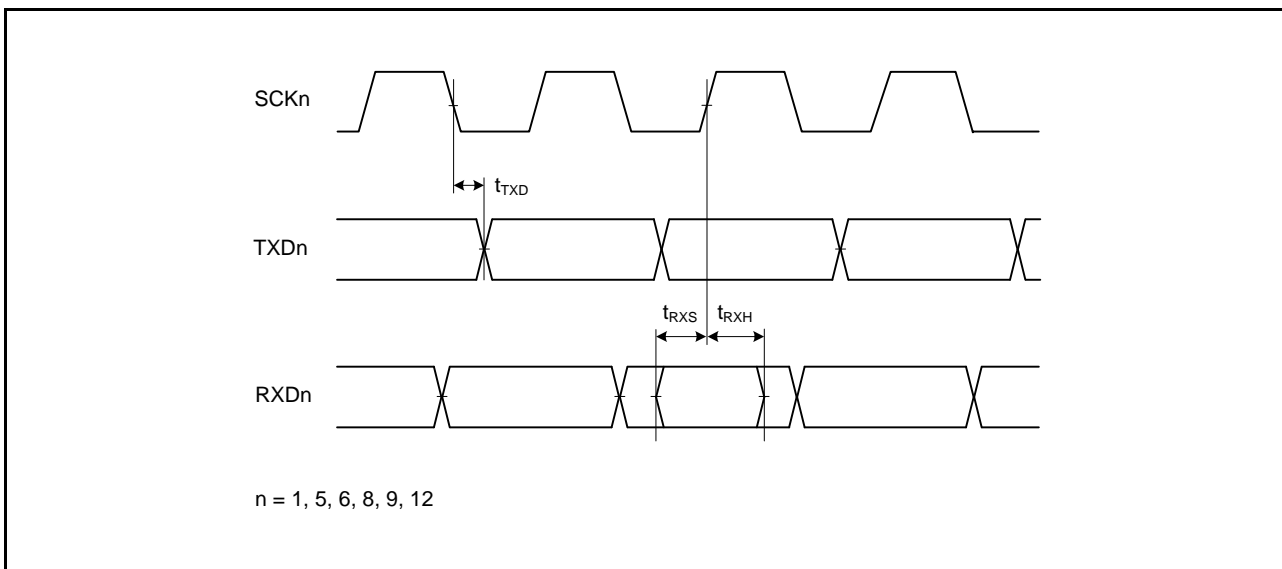 SCKn
tTXD
TXDn
tRXS tRXH
RXDn
n = 1, 5, 6, 8, 9, 12